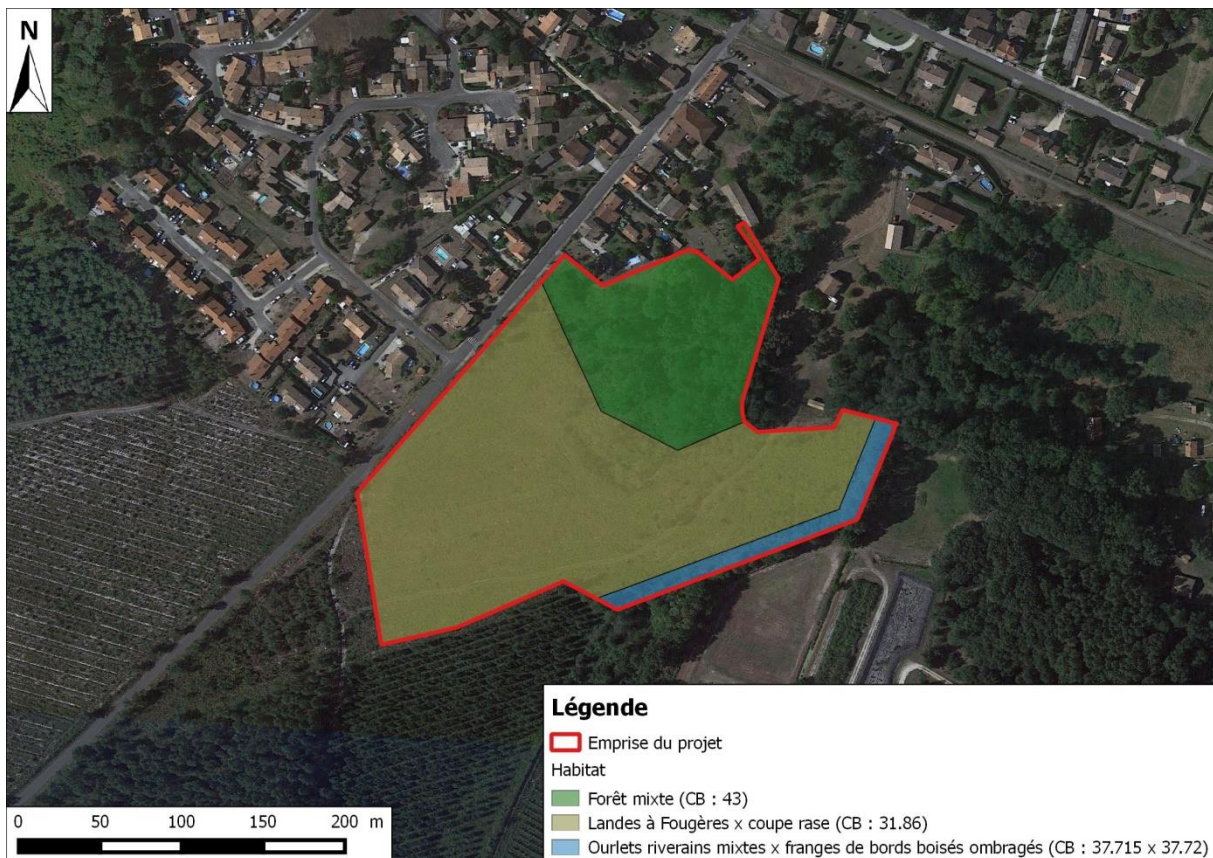 N
Légende
Emprise du projet
Habitat
Forêt mixte (CB : 43)
Landes à Fougères x coupe rase (CB : 31.86)
Ourlets riverains mixtes x franges de bords boisés ombragés (CB : 37.715 x 37.72)
0 50 100 150 200 m